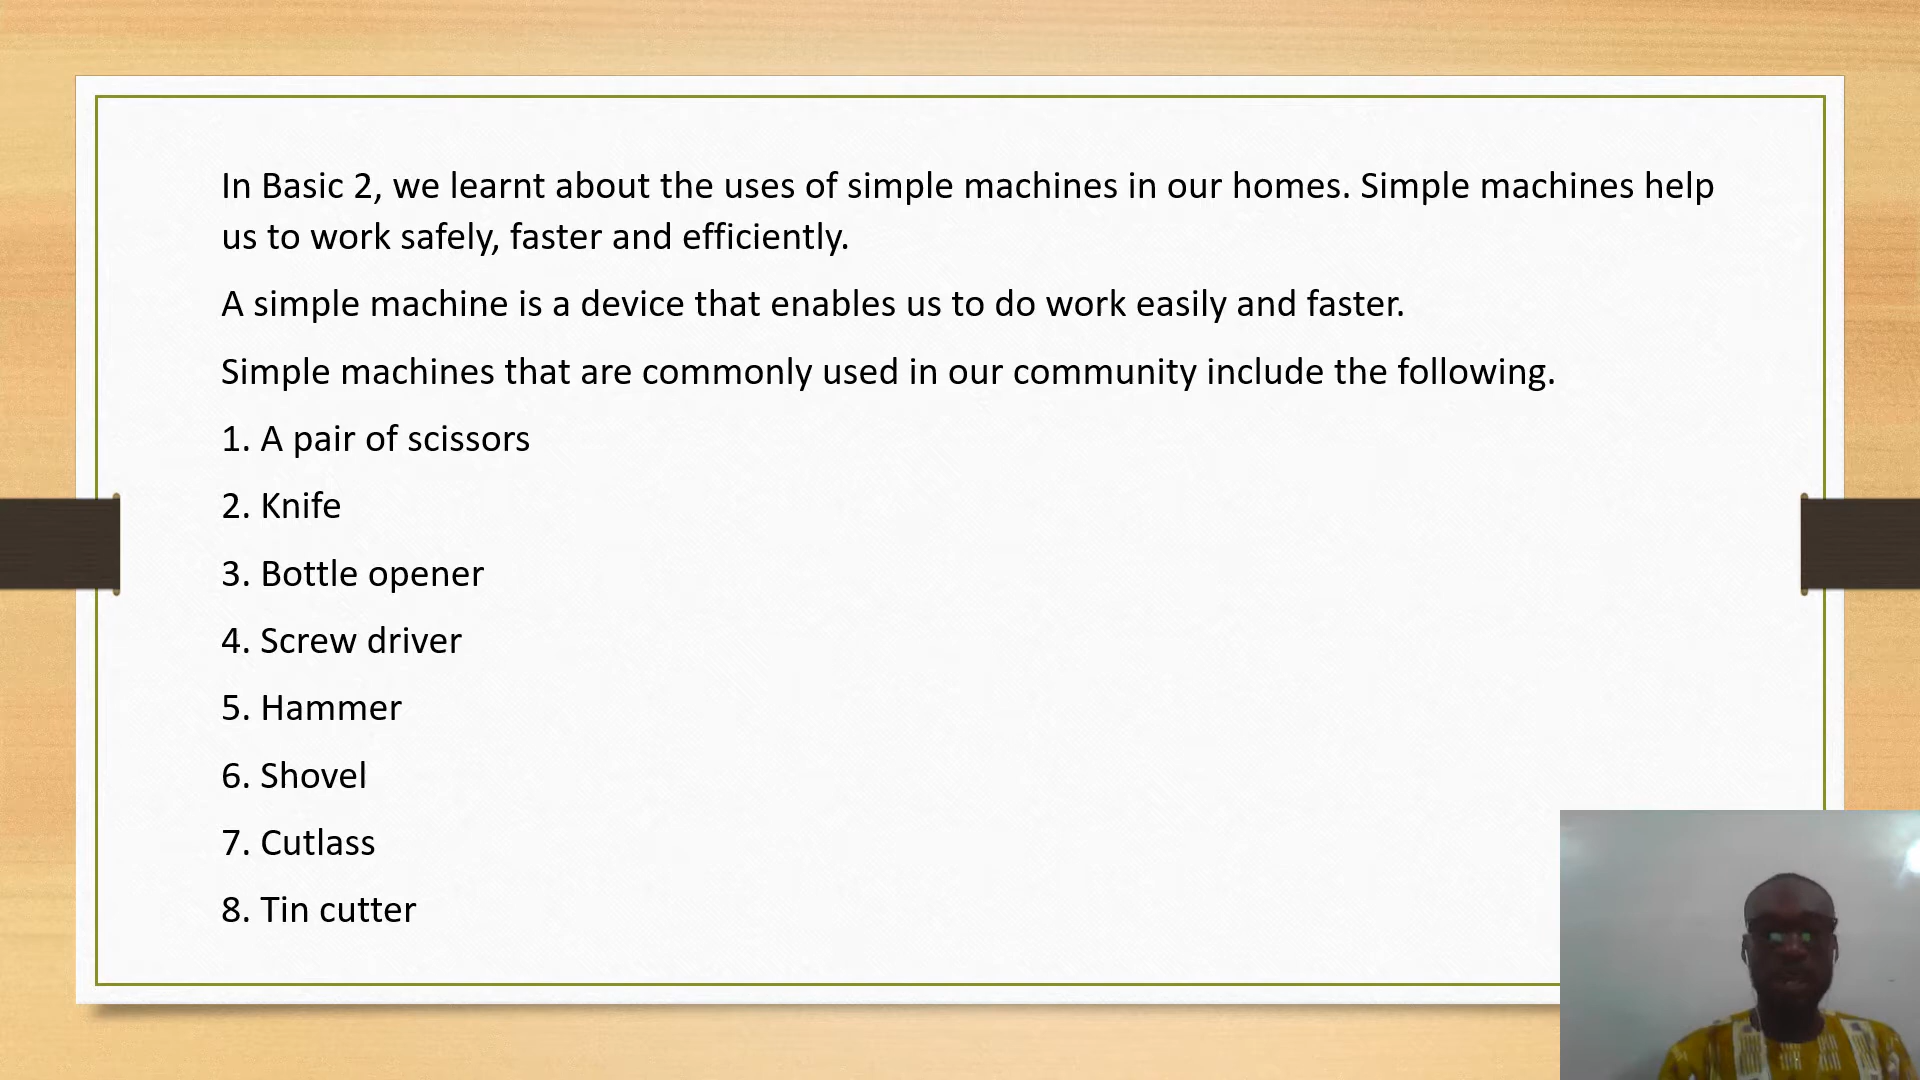 In Basic 2, we learnt about the uses of simple machines in our homes. Simple machines help
us to work safely, faster and efficiently.
A simple machine is a device that enables us to do work easily and faster.
Simple machines that are commonly used in our community include the following.
1. A pair of scissors
2. Knife
3. Bottle opener
4. Screw driver
5. Hammer
6. Shovel
7. Cutlass
8. Tin cutter